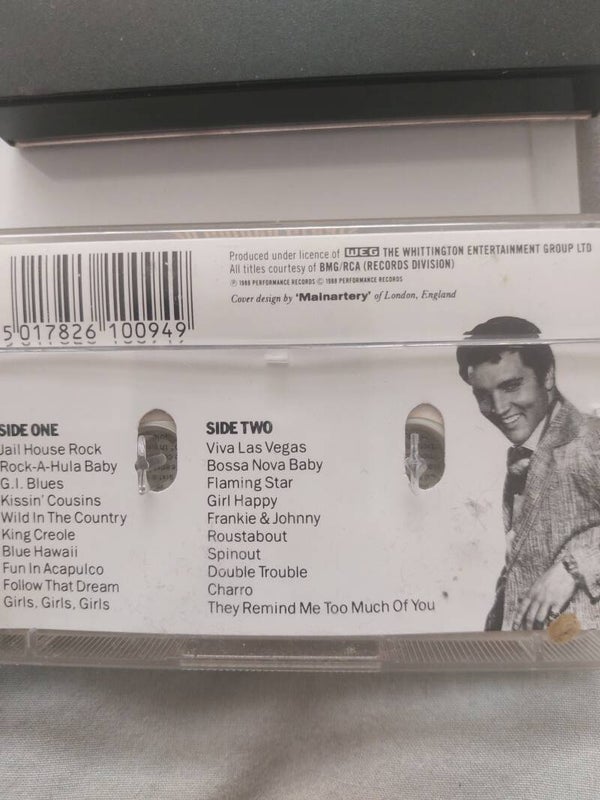 Produced under licence of WEG THE WHITTINGTON ENTERTAINMENT GROUP LTD
All titles courtesy of BMG/RCA (RECORDS DIVISION)
℗ 1988 PERFORMANCE RECORDS © 1988 PERFORMANCE RECORDS
Cover design by 'Mainartery' of London, England
5 017826 100949
SIDE ONE
Jail House Rock
Rock-A-Hula Baby
G.I. Blues
Kissin' Cousins
Wild In The Country
King Creole
Blue Hawaii
Fun In Acapulco
Follow That Dream
Girls, Girls, Girls
SIDE TWO
Viva Las Vegas
Bossa Nova Baby
Flaming Star
Girl Happy
Frankie & Johnny
Roustabout
Spinout
Double Trouble
Charro
They Remind Me Too Much Of You